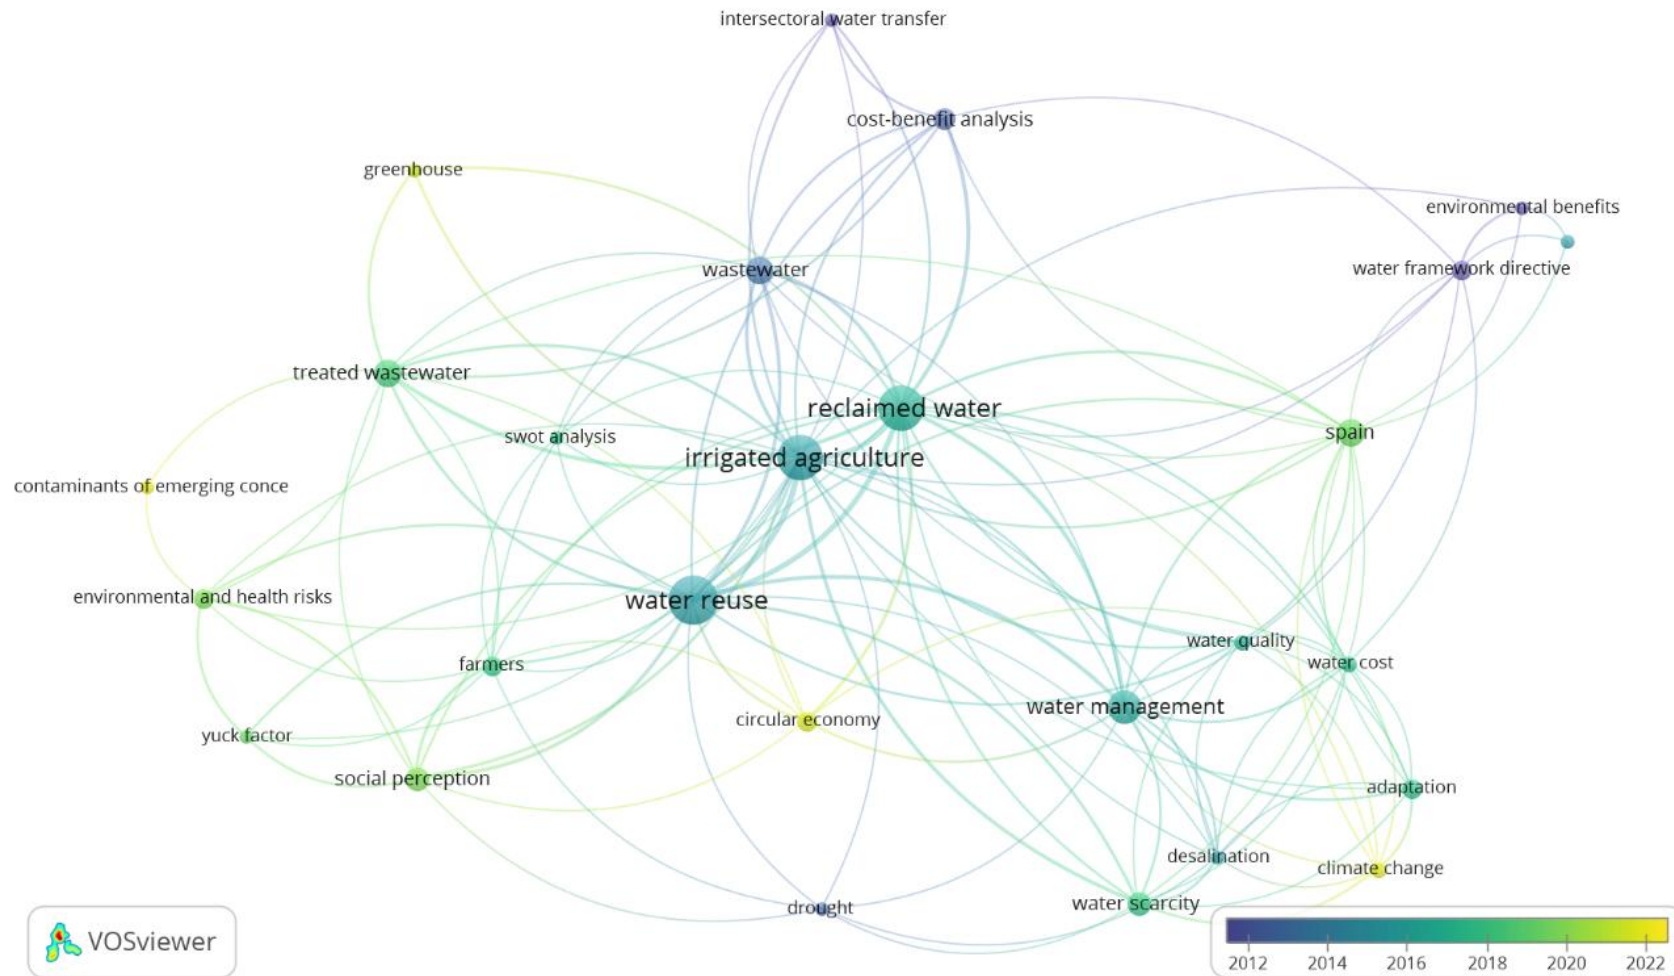 intersectoral water transfer
cost-benefit analysis
greenhouse
environmental benefits
wastewater
water framework directive
treated wastewater
reclaimed water
swot analysis
spain
irrigated agriculture
contaminants of emerging conce
environmental and health risks
water reuse
water quality
farmers
water cost
water management
circular economy
yuck factor
social perception
adaptation
desalination
climate change
water scarcity
drought
VOSviewer
2012 2014 2016 2018 2020 2022